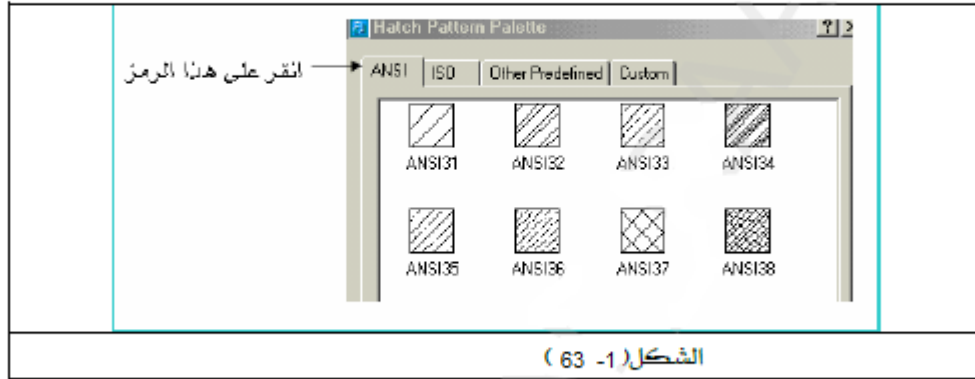 Hatch Pattern Palette
انقر على هذا الرمز
ANSI ISO Other Predefined Custom
ANSI31 ANSI32 ANSI33 ANSI34
ANSI35 ANSI36 ANSI37 ANSI38
الشكل(1- 63 )